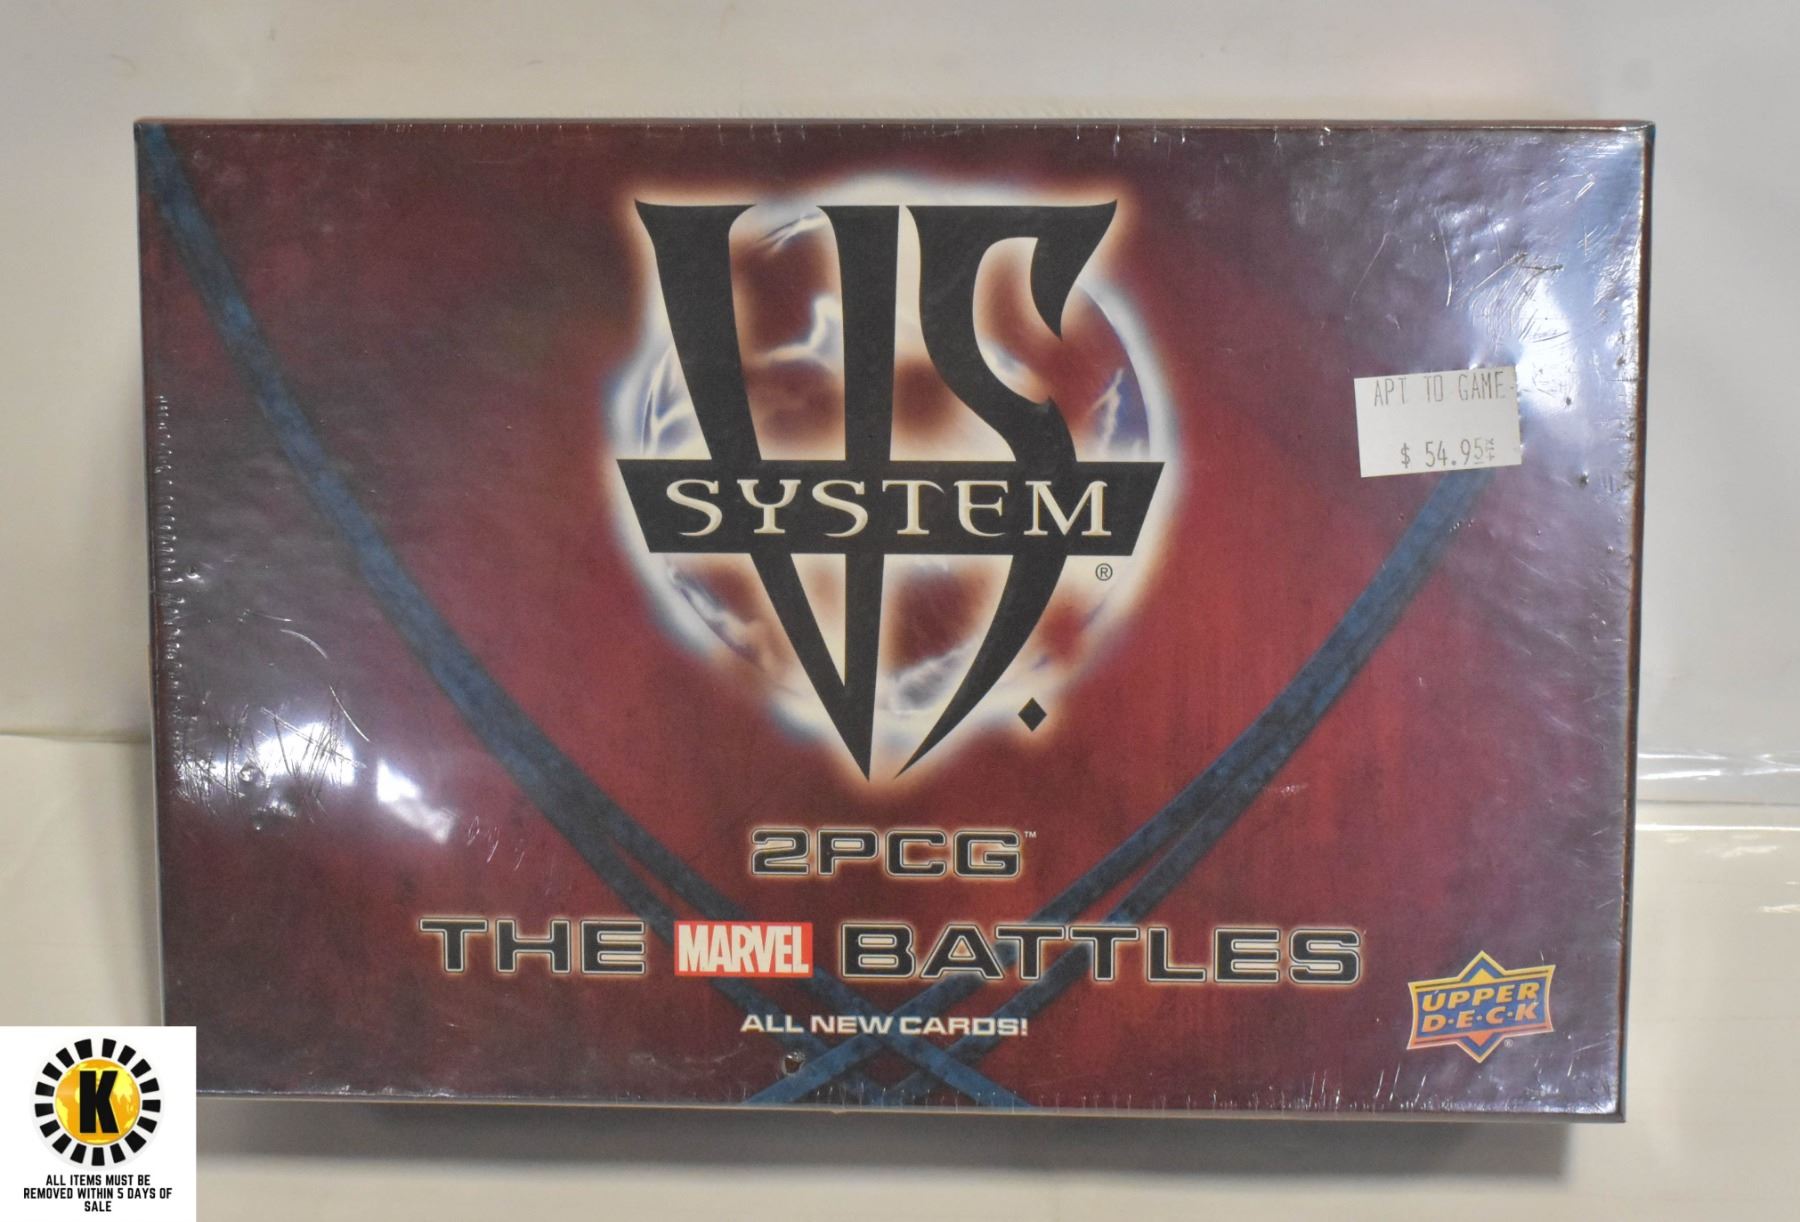 VS
SYSTEM
®
APT TO GAME
$ 54.95
2PCG™
THE MARVEL BATTLES
ALL NEW CARDS!
UPPER
D·E·C·K
®
K
ALL ITEMS MUST BE
REMOVED WITHIN 5 DAYS OF
SALE